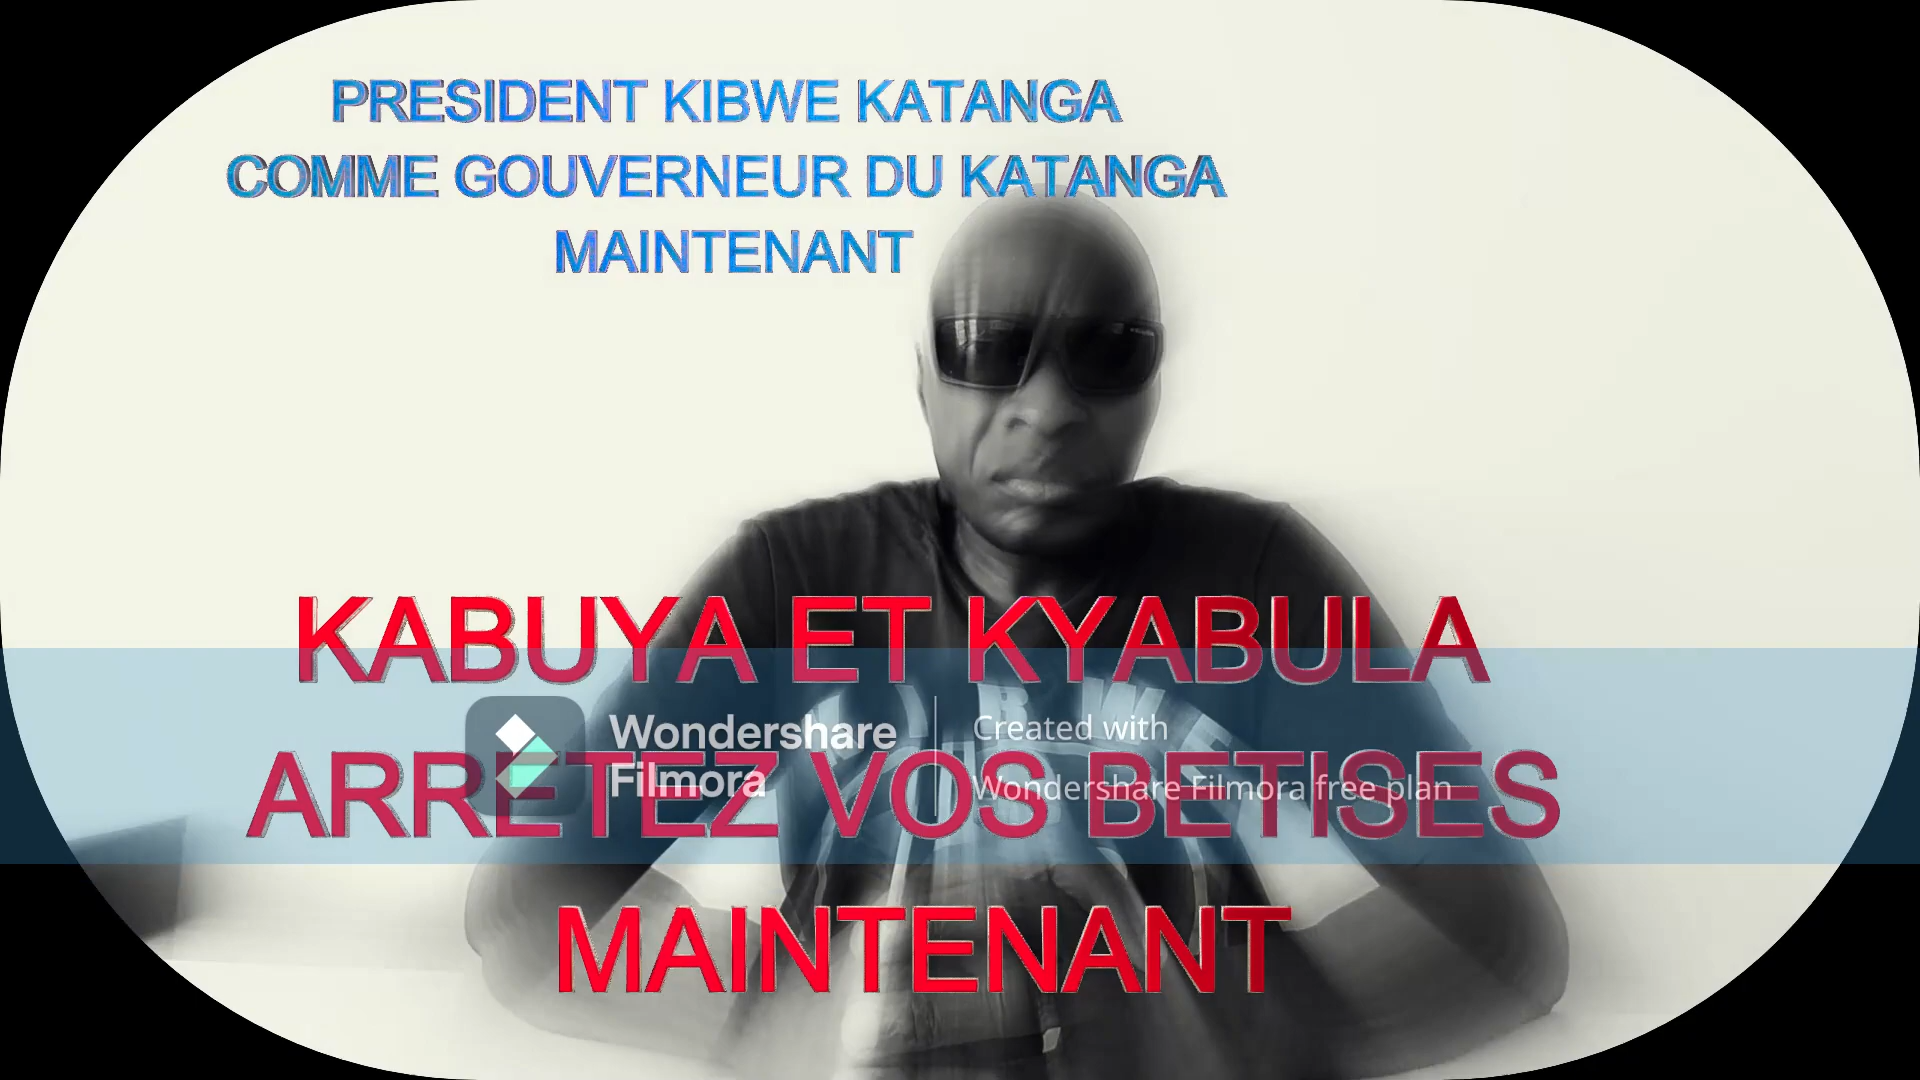 PRESIDENT KIBWE KATANGA
COMME GOUVERNEUR DU KATANGA
MAINTENANT
KABUYA ET KYABULA
ARRETEZ VOS BETISES
MAINTENANT
Wondershare
Filmora
Created with
Wondershare Filmora free plan